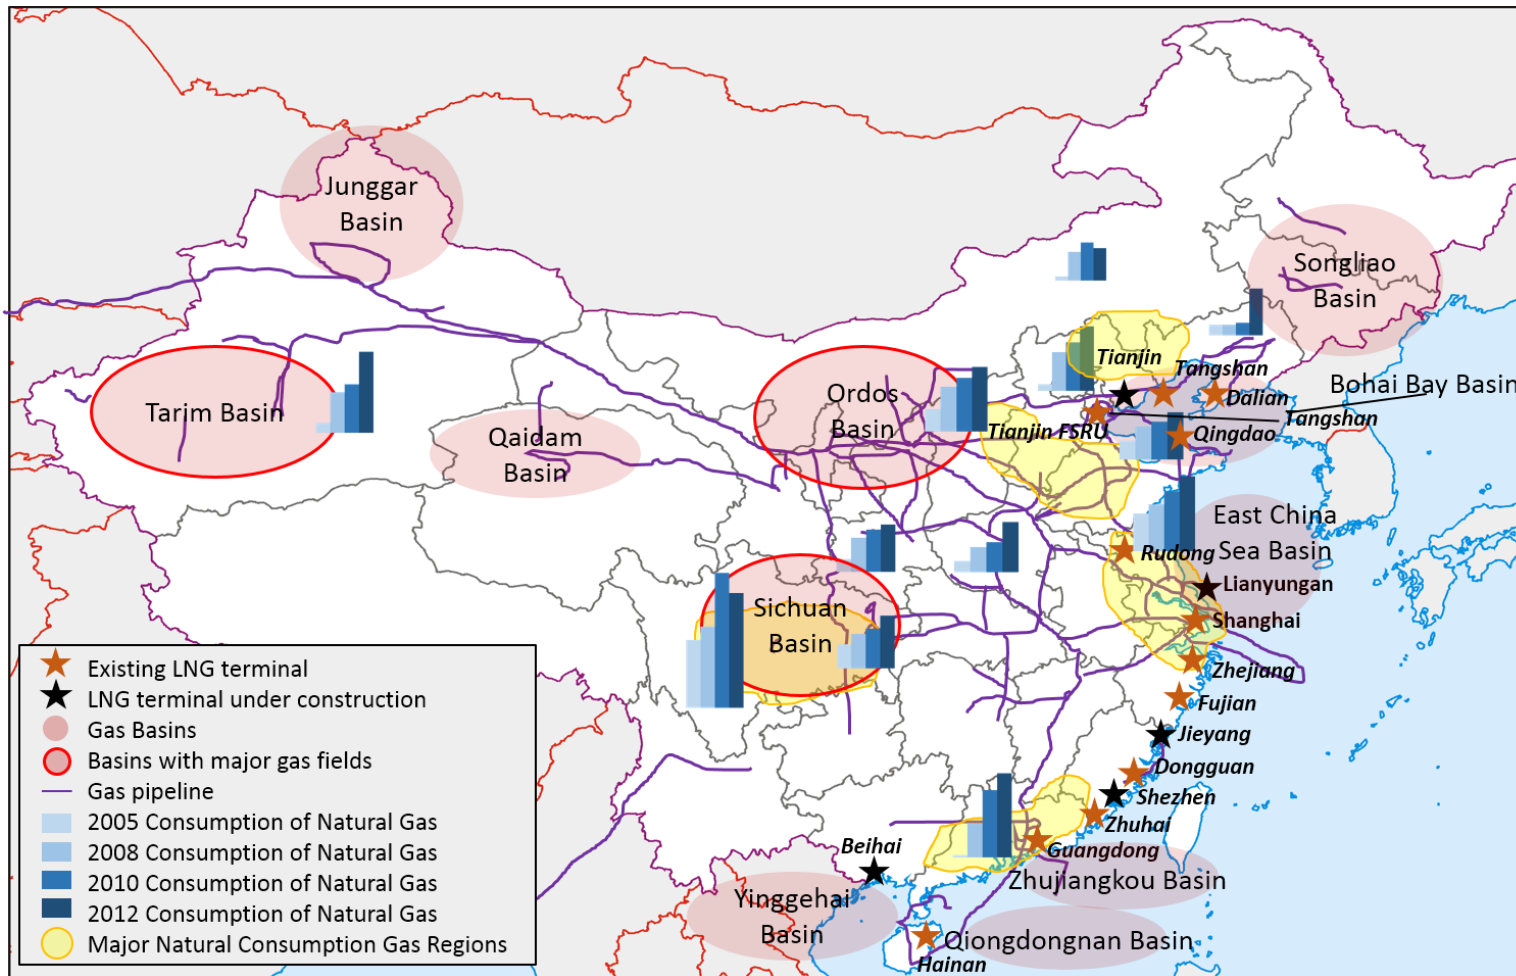 Junggar
Basin
Songliao
Basin
Tianjin
Tangshan
Bohai Bay Basin
Dalian
Tarim Basin
Ordos
Basin
Tangshan
Tianjin FSRU
Qingdao
Qaidam
Basin
East China
Sea Basin
Rudong
Lianyungan
Shanghai
Sichuan
Basin
Zhejiang
Fujian
Jieyang
Dongguan
Shezhen
Zhuhai
Beihai
Guangdong
Zhujiangkou Basin
Yinggehai
Basin
Qiongdongnan Basin
Hainan
Existing LNG terminal
LNG terminal under construction
Gas Basins
Basins with major gas fields
Gas pipeline
2005 Consumption of Natural Gas
2008 Consumption of Natural Gas
2010 Consumption of Natural Gas
2012 Consumption of Natural Gas
Major Natural Consumption Gas Regions